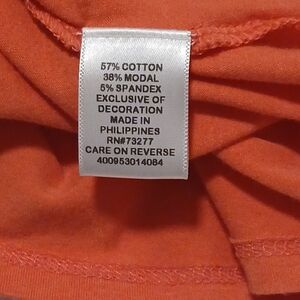 57% COTTON
38% MODAL
5% SPANDEX
EXCLUSIVE OF
DECORATION
MADE IN
PHILIPPINES
RN#73277
CARE ON REVERSE
400953014084